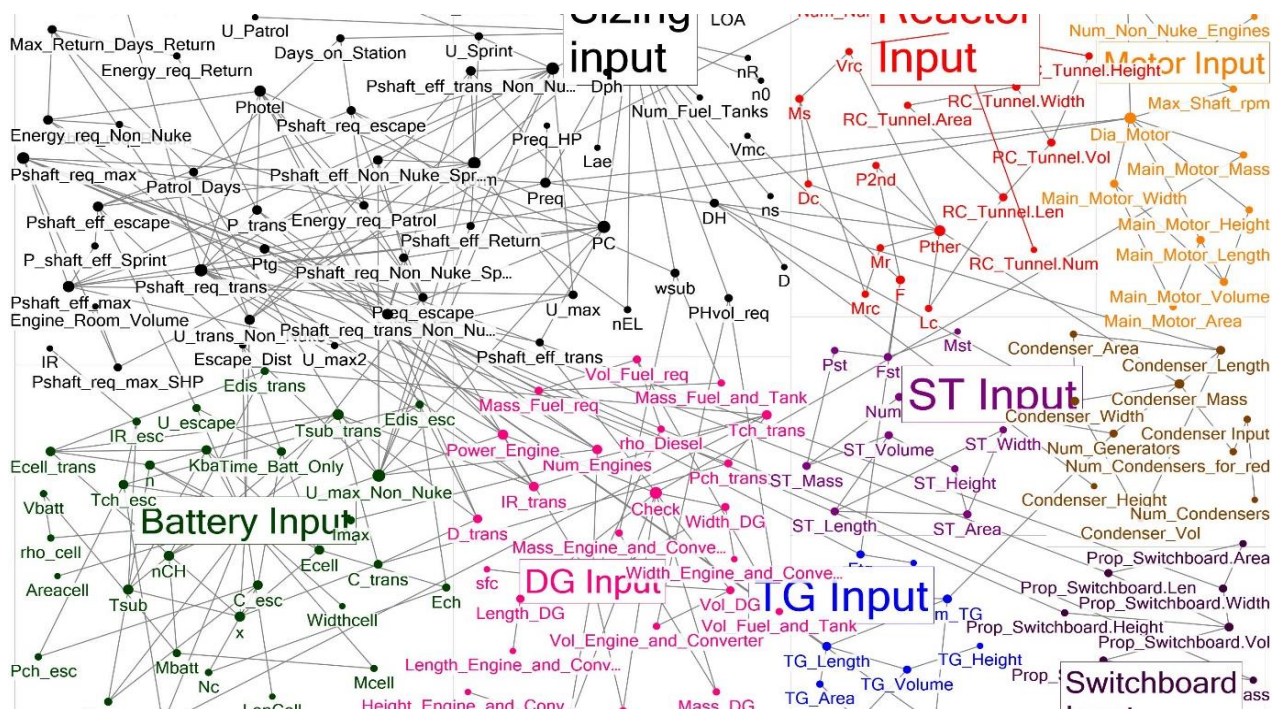 Sizing
input
LOA
Reactor
Input
Num_Non_Nuke_Engines
Motor Input
U_Patrol
Max_Return_Days_Return
Days_on_Station
U_Sprint
Energy_req_Return
Pshaft_eff_trans_Non_Nu...
Dph
nR
n0
Vrc
C_Tunnel.Height
RC_Tunnel.Width
Max_Shaft_rpm
Photel
Num_Fuel_Tanks
Ms
RC_Tunnel.Area
Energy_req_Non_Nuke
Pshaft_req_escape
Preq_HP
Vmc
Dia_Motor
Lae
RC_Tunnel.Vol
Pshaft_req_max
Patrol_Days
Pshaft_eff_Non_Nuke_Spr...
P2nd
Main_Motor_Mass
Preq
Dc
Main_Motor_Width
Pshaft_eff_escape
P_trans
Energy_req_Patrol
DH
ns
RC_Tunnel.Len
Main_Motor_Height
Pshaft_eff_Return
PC
Pther
P_shaft_eff_Sprint
Ptg
Pshaft_req_Non_Nuke_Sp...
Mr
RC_Tunnel.Num
Main_Motor_Length
Pshaft_req_trans
wsub
D
F
Pshaft_eff_max
Preq_escape
U_max
PHvol_req
Mrc
Main_Motor_Volume
Engine_Room_Volume
nEL
Lc
Main_Motor_Area
Pshaft_req_trans_Non_Nu...
IR
Escape_Dist
U_max2
Pshaft_eff_trans
Mst
Condenser_Area
Pshaft_req_max_SHP
Pst
Fst
Condenser_Length
Edis_trans
Vol_Fuel_req
ST Input
Condenser_Mass
Mass_Fuel_req
Mass_Fuel_and_Tank
Num
Condenser_Width
U_escape
Edis_esc
Tch_trans
IR_esc
Tsub_trans
Power_Engine
rho_Diesel
ST_Volume
ST_Width
Condenser Input
Num_Generators
Ecell_trans
Kba
Time_Batt_Only
Num_Engines
Num_Condensers_for_red
n
Pch_trans
ST_Mass
ST_Height
Tch_esc
U_max_Non_Nuke
IR_trans
Check
Condenser_Height
Vbatt
Num_Condensers
Battery Input
Imax
D_trans
Width_DG
ST_Length
ST_Area
Condenser_Vol
rho_cell
Mass_Engine_and_Conve...
nCH
Ecell
C_trans
Prop_Switchboard.Area
Width_Engine_and_Conve...
sfc
DG Input
Areacell
Prop_Switchboard.Len
Tsub
C_esc
Ech
Vol_DG
TG Input
Prop_Switchboard.Width
Widthcell
Length_DG
m_TG
x
Vol_Fuel_and_Tank
Prop_Switchboard.Height
Vol_Engine_and_Converter
Prop_Switchboard.Vol
Pch_esc
Mbatt
Length_Engine_and_Conv...
TG_Length
TG_Height
Nc
Mcell
TG_Volume
Switchboard
TG_Area
Mass_DG